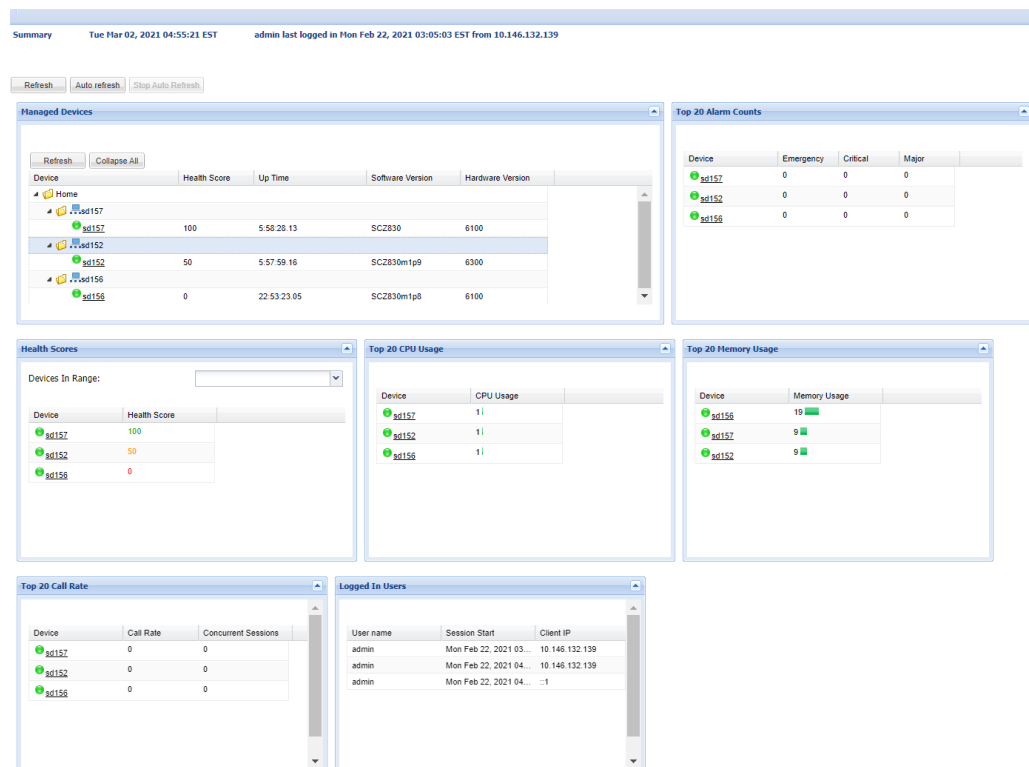 Summary Tue Mar 02, 2021 04:55:21 EST admin last logged in Mon Feb 22, 2021 03:05:03 EST from 10.146.132.139
Refresh Auto refresh Stop Auto Refresh
Managed Devices
Refresh Collapse All
Device Health Score Up Time Software Version Hardware Version
Home
sd157
sd157 100 5:58:28.13 SCZ830 6100
sd152
sd152 50 5:57:59.16 SCZ830m1p9 6300
sd156
sd156 0 22:53:23.05 SCZ830m1p8 6100
Top 20 Alarm Counts
Device Emergency Critical Major
sd157 0 0 0
sd152 0 0 0
sd156 0 0 0
Health Scores
Devices In Range:
Device Health Score
sd157 100
sd152 50
sd156 0
Top 20 CPU Usage
Device CPU Usage
sd157 1
sd152 1
sd156 1
Top 20 Memory Usage
Device Memory Usage
sd156 19
sd157 9
sd152 9
Top 20 Call Rate
Device Call Rate Concurrent Sessions
sd157 0 0
sd152 0 0
sd156 0 0
Logged In Users
User name Session Start Client IP
admin Mon Feb 22, 2021 03... 10.146.132.139
admin Mon Feb 22, 2021 04... 10.146.132.139
admin Mon Feb 22, 2021 04... ::1